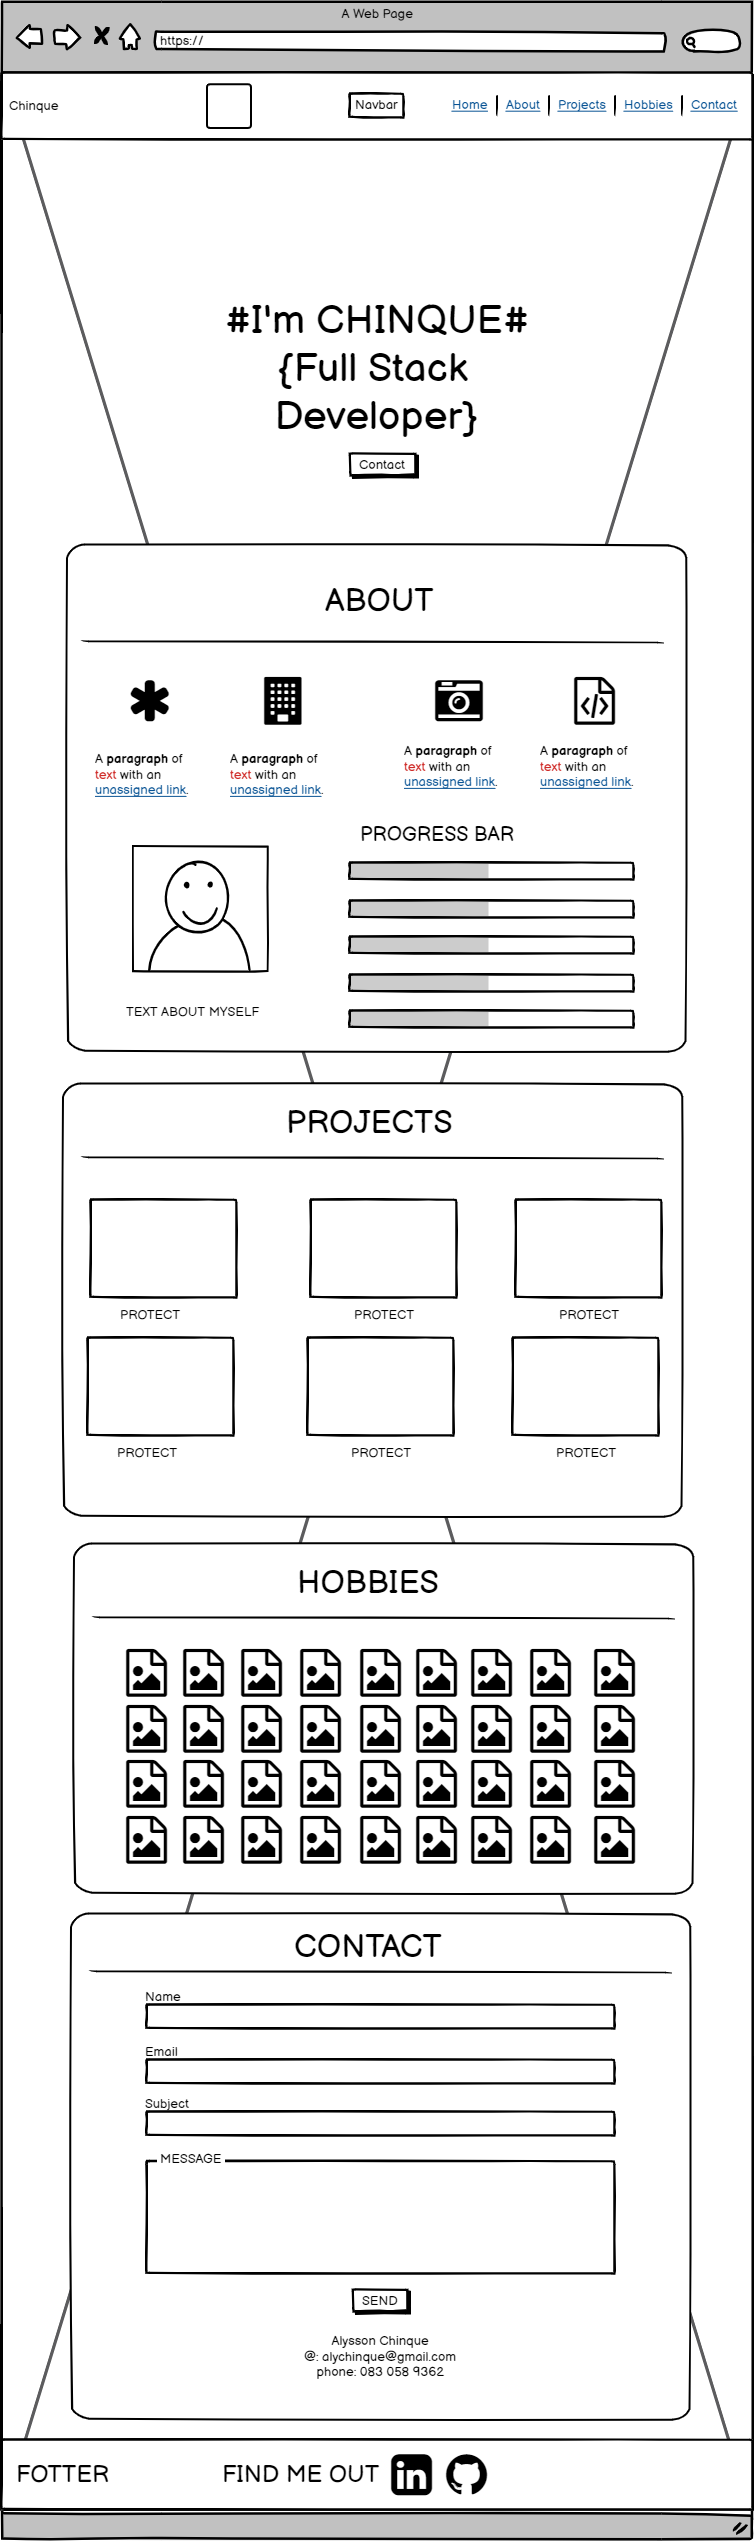 A Web Page
https://
Chinque
Navbar
Home About Projects Hobbies Contact
#I'm CHINQUE#
{Full Stack
Developer}
Contact
ABOUT
A paragraph of
text with an
unassigned link.
A paragraph of
text with an
unassigned link.
A paragraph of
text with an
unassigned link.
A paragraph of
text with an
unassigned link.
PROGRESS BAR
TEXT ABOUT MYSELF
PROJECTS
PROTECT PROTECT PROTECT
PROTECT PROTECT PROTECT
HOBBIES
CONTACT
Name
Email
Subject
MESSAGE
SEND
Alysson Chinque
@: alychinque@gmail.com
phone: 083 058 9362
FOTTER
FIND ME OUT in